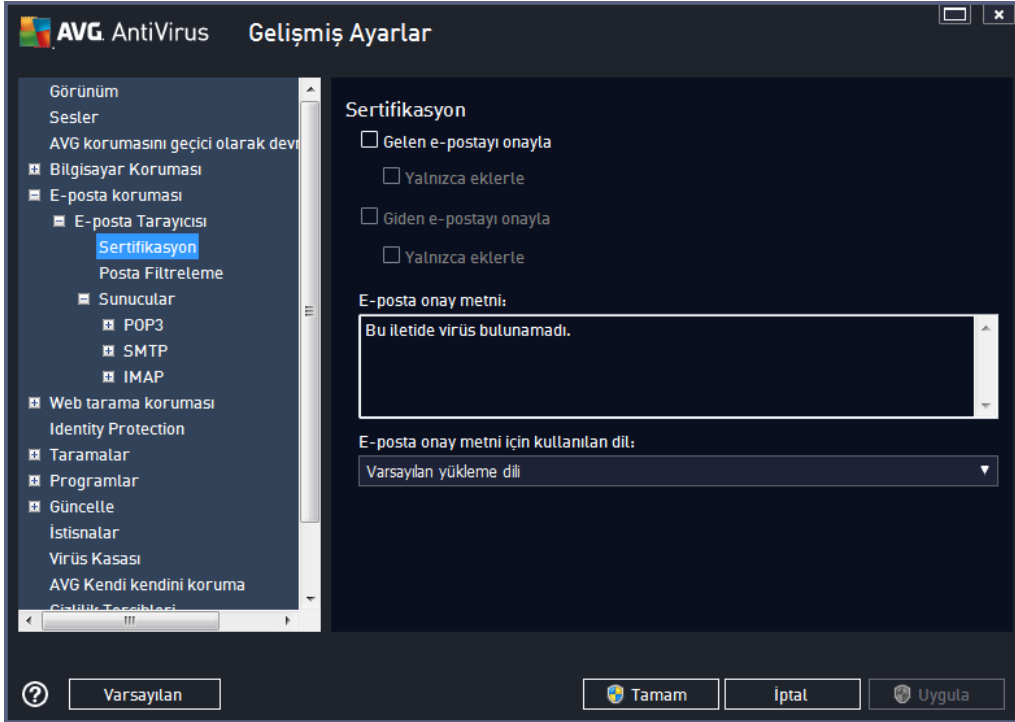 AVG. AntiVirus Gelişmiş Ayarlar
Görünüm
Sesler
AVG korumasını geçici olarak devr
Bilgisayar Koruması
E-posta koruması
E-posta Tarayıcısı
Sertifikasyon
Posta Filtreleme
Sunucular
POP3
SMTP
IMAP
Web tarama koruması
Identity Protection
Taramalar
Programlar
Güncelle
İstisnalar
Virüs Kasası
AVG Kendi kendini koruma
Gizlilik Tercihleri
Sertifikasyon
Gelen e-postayı onayla
Yalnızca eklerle
Giden e-postayı onayla
Yalnızca eklerle
E-posta onay metni:
Bu iletide virüs bulunamadı.
E-posta onay metni için kullanılan dil:
Varsayılan yükleme dili
Varsayılan
Tamam
İptal
Uygula